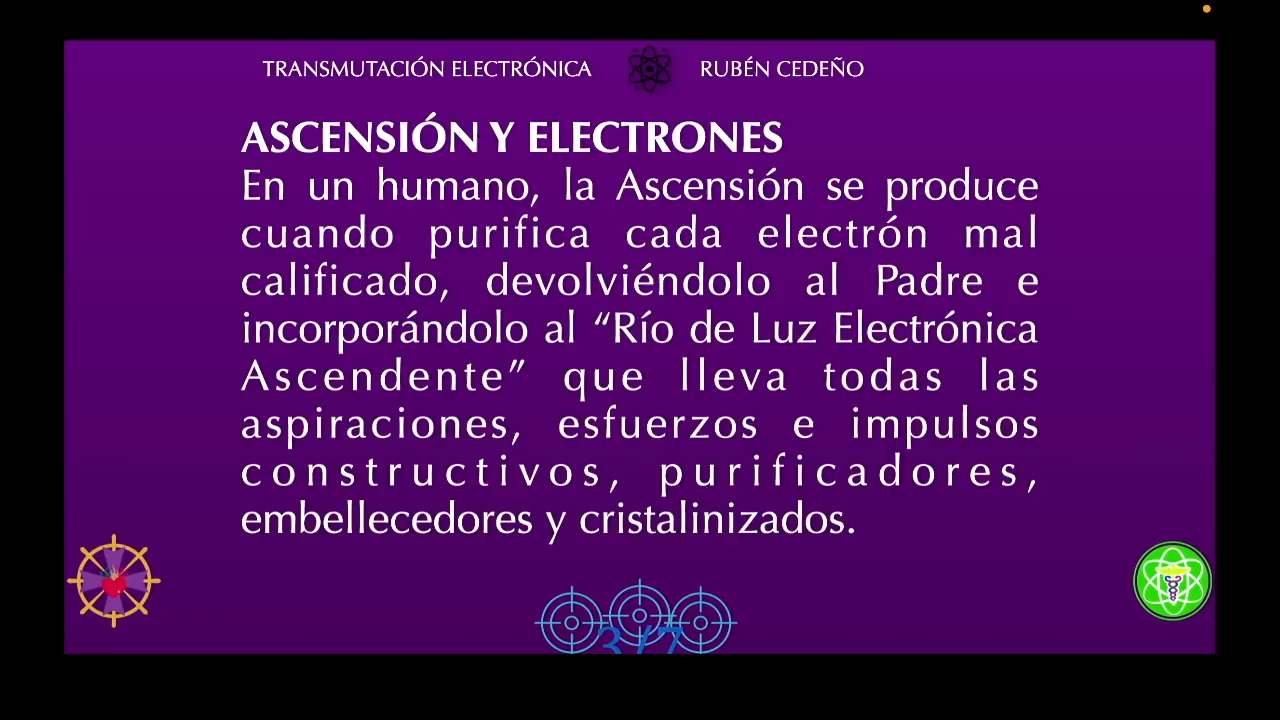 TRANSMUTACIÓN ELECTRÓNICA RUBÉN CEDEÑO
ASCENSIÓN Y ELECTRONES
En un humano, la Ascensión se produce
cuando purifica cada electrón mal
calificado, devolviéndolo al Padre e
incorporándolo al “Río de Luz Electrónica
Ascendente” que lleva todas las
aspiraciones, esfuerzos e impulsos
constructivos, purificadores,
embellecedores y cristalinizados.
3/7